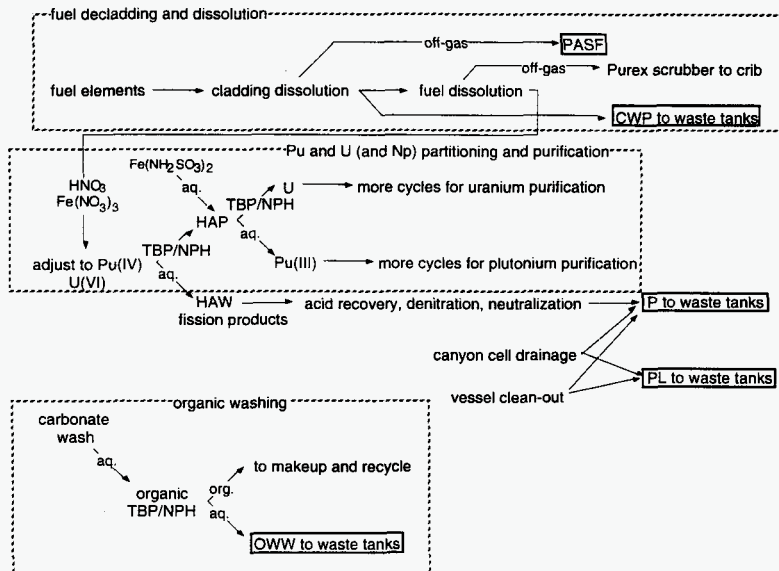 fuel decladding and dissolution
off-gas
PASF
off-gas
Purex scrubber to crib
fuel elements
cladding dissolution
fuel dissolution
CWP to waste tanks
Pu and U (and Np) partitioning and purification
Fe(NH₂SO₃)₂
HNO₃
Fe(NO₃)₃
aq.
TBP/NPH
U
more cycles for uranium purification
HAP
aq.
TBP/NPH
aq.
adjust to Pu(IV)
U(VI)
Pu(III)
more cycles for plutonium purification
HAW
fission products
acid recovery, denitration, neutralization
P to waste tanks
canyon cell drainage
PL to waste tanks
vessel clean-out
organic washing
carbonate
wash
aq.
to makeup and recycle
organic
TBP/NPH
org.
aq.
OWW to waste tanks